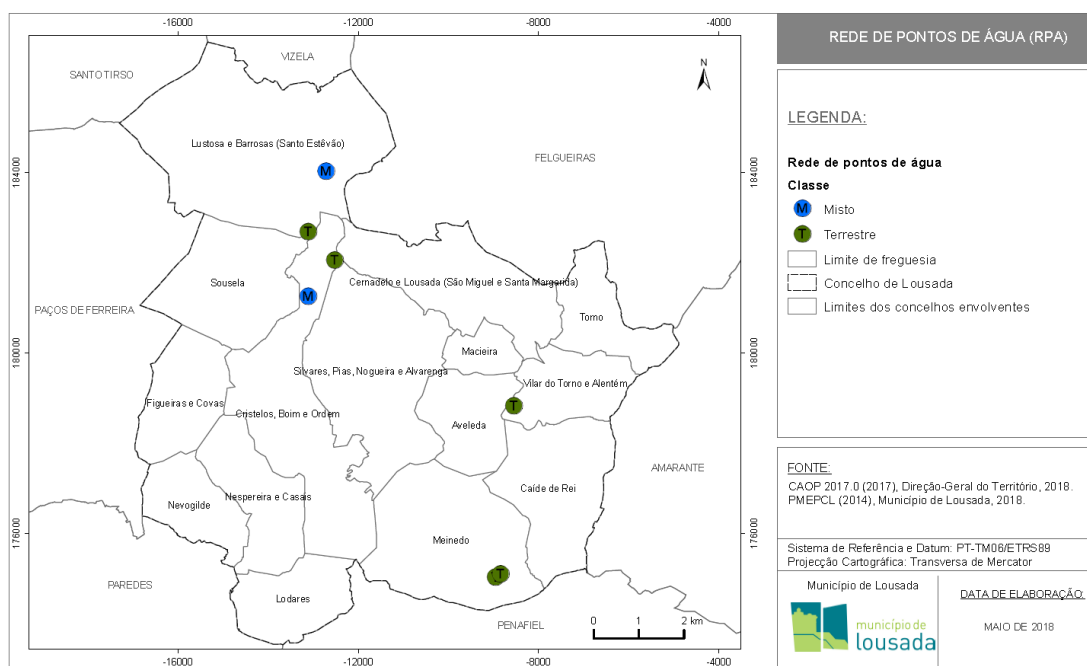 -16000
-12000
-8000
-4000
REDE DE PONTOS DE ÁGUA (RPA)
VIZELA
SANTO TIRSO
N
LEGENDA:
184000
Lustosa e Barrosas (Santo Estêvão)
FELGUEIRAS
184000
M
Rede de pontos de água
Classe
M Misto
T Terrestre
Limite de freguesia
Concelho de Lousada
Limites dos concelhos envolventes
T
T
Sousela
Cernadelo e Lousada (São Miguel e Santa Margarida)
M
PAÇOS DE FERREIRA
Torno
180000
Macieira
180000
Silvares, Pias, Nogueira e Alvarenga
Vilar do Torno e Alentém
Figueiras e Covas
T
Cristelos, Boim e Ordem
Aveleda
AMARANTE
FONTE:
CAOP 2017.0 (2017), Direção-Geral do Território, 2018.
PMEPCL (2014), Município de Lousada, 2018.
Caíde de Rei
Nespereira e Casais
Nevogilde
176000
Meinedo
176000
Sistema de Referência e Datum: PT-TM06/ETRS89
Projecção Cartográfica: Transversa de Mercator
T
PAREDES
Lodares
PENAFIEL
0 1 2 km
Município de Lousada
município de
lousada
DATA DE ELABORAÇÃO:
MAIO DE 2018
-16000
-12000
-8000
-4000